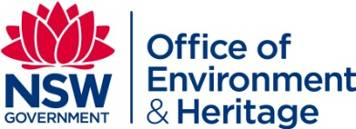 NSW
GOVERNMENT
Office of
Environment
& Heritage